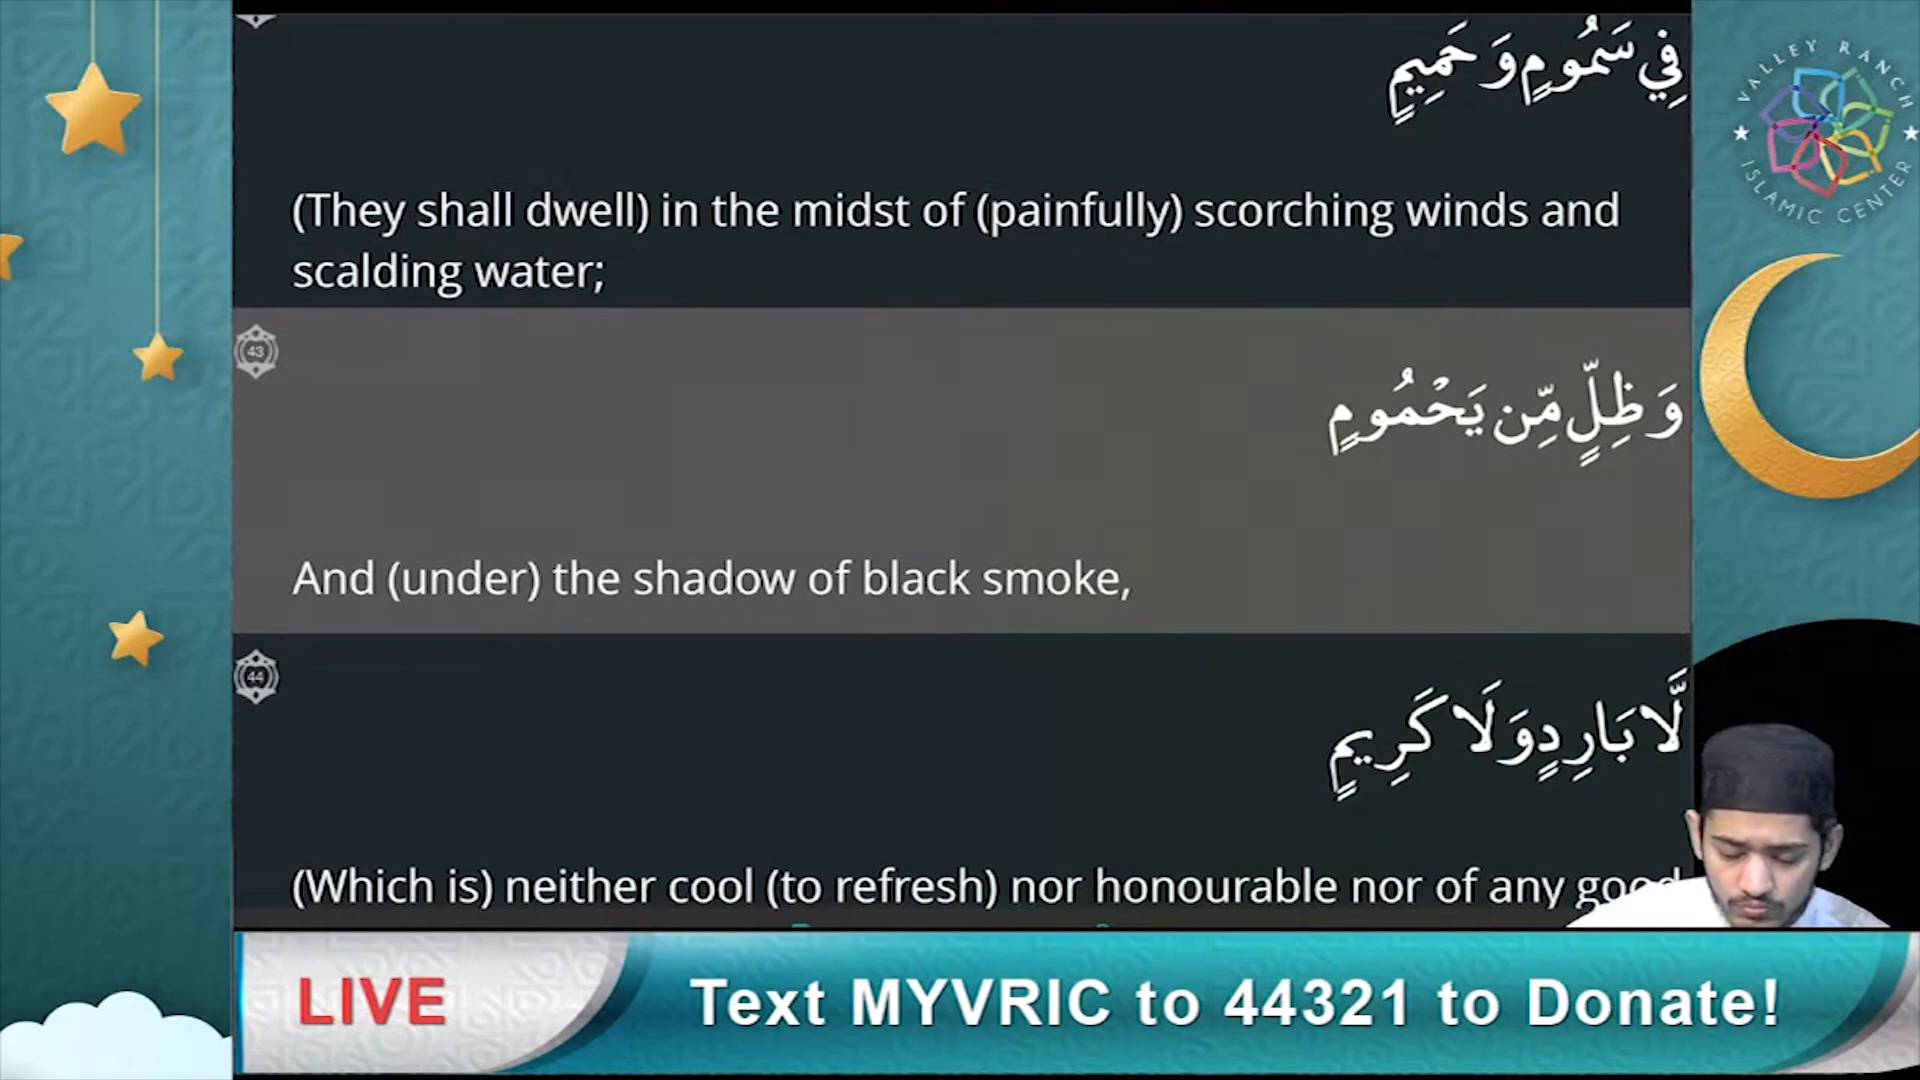 فِي سَمُومٍ وَحَمِيمٍ
(They shall dwell) in the midst of (painfully) scorching winds and
scalding water;
43
وَظِلٍّ مِّن يَحْمُومٍ
And (under) the shadow of black smoke,
44
لَّا بَارِدٍ وَلَا كَرِيمٍ
(Which is) neither cool (to refresh) nor honourable nor of any good
VALLEY RANCH
ISLAMIC CENTER
LIVE
Text MYVRIC to 44321 to Donate!